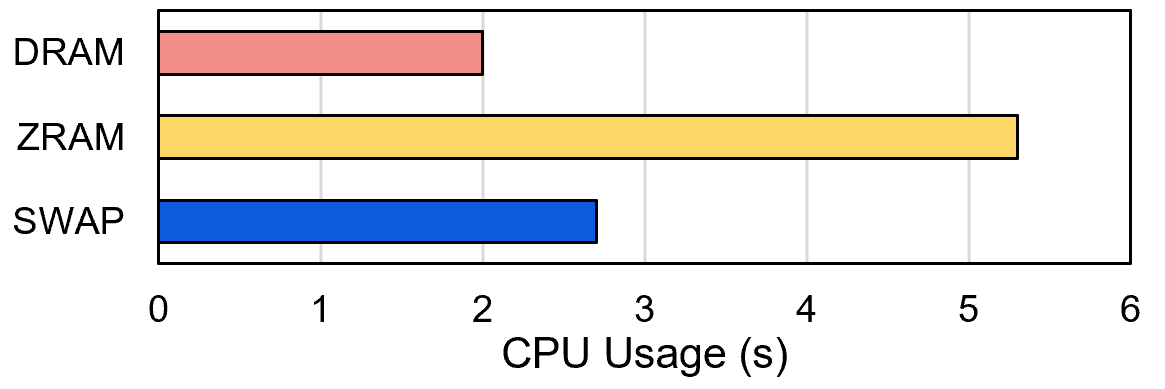 DRAM
ZRAM
SWAP
0 1 2 3 4 5 6
CPU Usage (s)